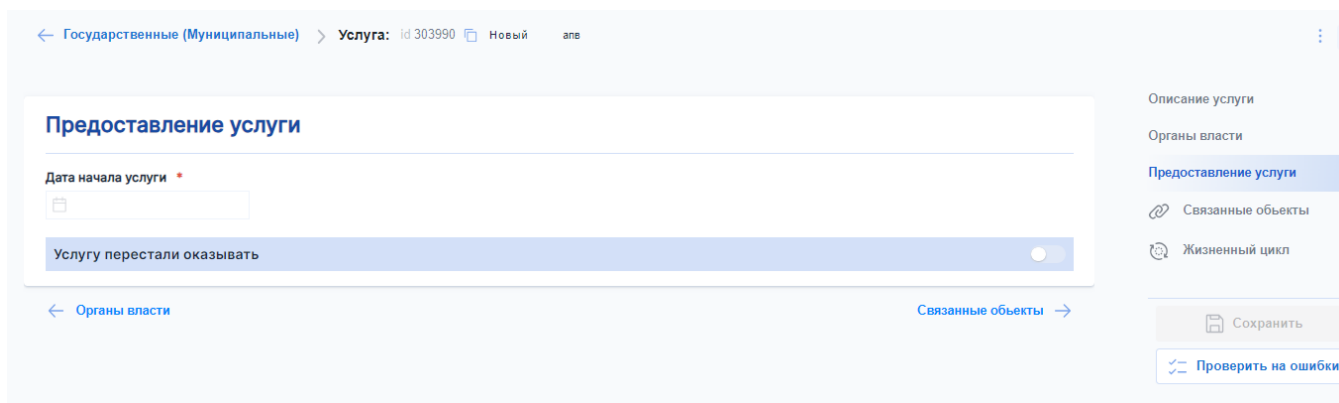 Государственные (Муниципальные) Услуга: id 303990 Новый апв
Предоставление услуги
Дата начала услуги *
Услугу перестали оказывать
Органы власти
Связанные обьекты
Описание услуги
Органы власти
Предоставление услуги
Связанные обьекты
Жизненный цикл
Сохранить
Проверить на ошибки